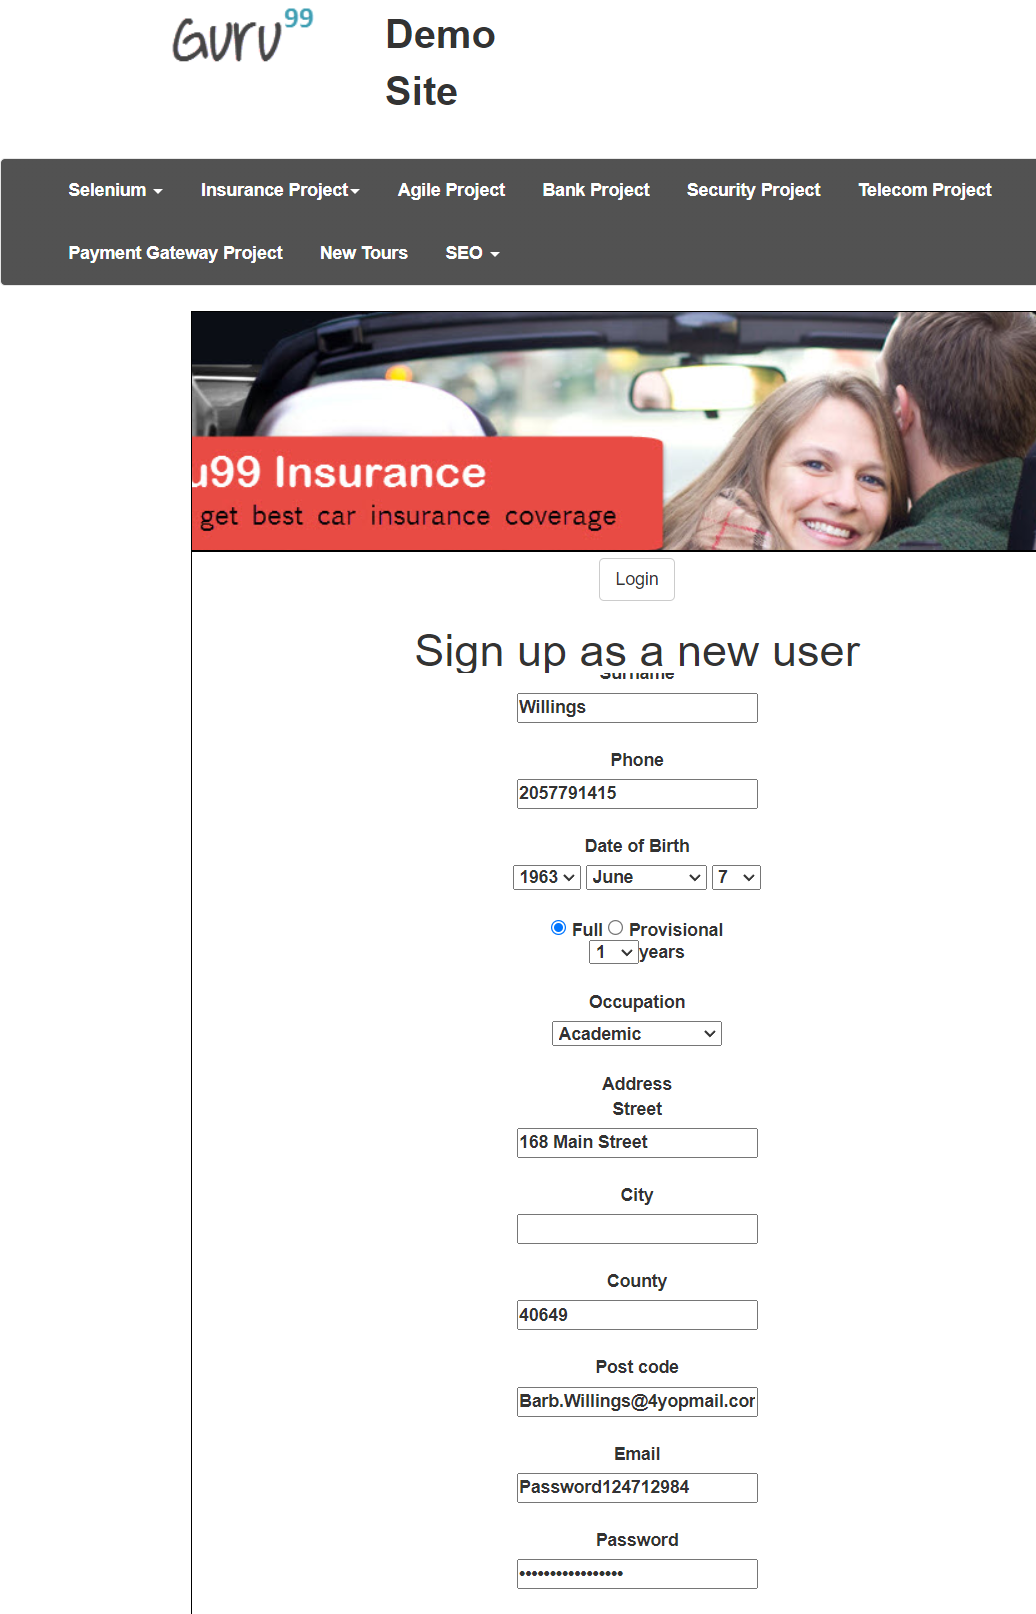 Guru99
Demo
Site
Selenium
Insurance Project
Agile Project
Bank Project
Security Project
Telecom Project
Payment Gateway Project
New Tours
SEO
u99 Insurance
get best car insurance coverage
Login
Sign up as a new user
Surname
Willings
Phone
2057791415
Date of Birth
1963 June 7
Full Provisional
1 years
Occupation
Academic
Address
Street
168 Main Street
City
County
40649
Post code
Barb.Willings@4yopmail.cor
Email
Password124712984
Password
•••••••••••••••••